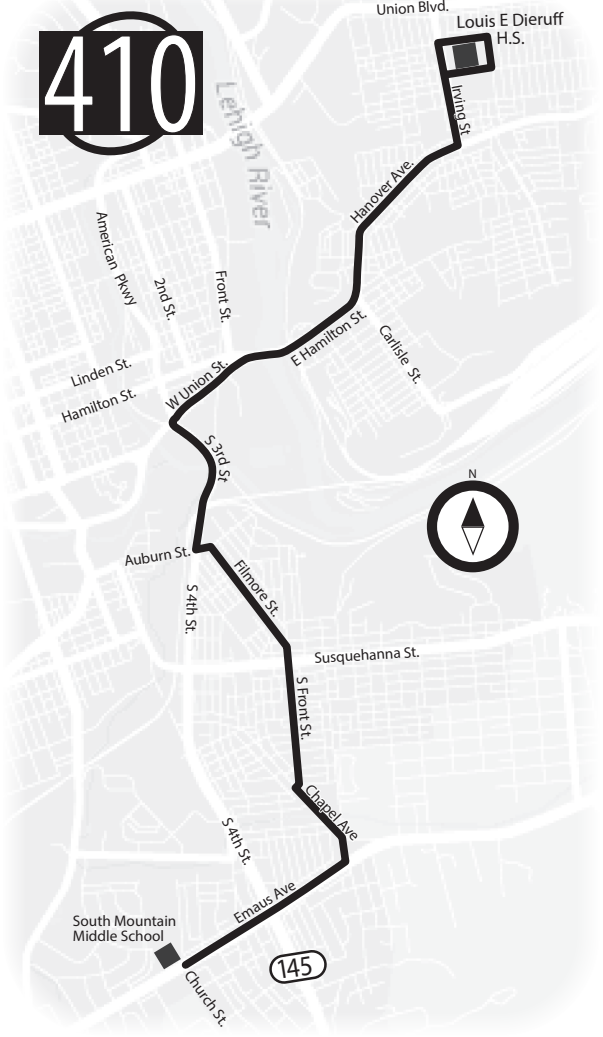 Union Blvd.
Louis E Dieruff
H.S.
410
Irving St
Lehigh River
Hanover Ave.
American Pkwy
2nd St.
Front St.
E Hamilton St.
Carlisle St.
Linden St.
W Union St.
Hamilton St.
S 3rd St
N
Auburn St.
Filmore St.
S 4th St.
Susquehanna St.
S Front St.
Chapel Ave
S 4th St.
Emaus Ave
South Mountain
Middle School
145
Church St.